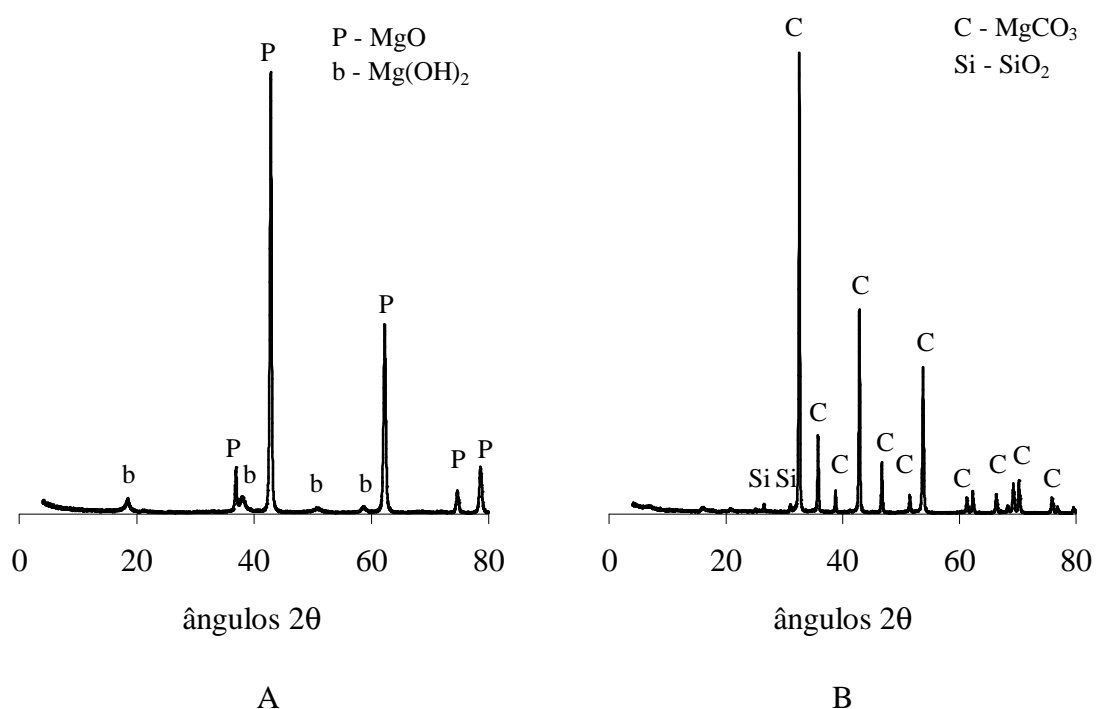 P - MgO
b - Mg(OH)₂
P
b
P
b
b
b
P
P
P
0 20 40 60 80
ângulos 2θ
A
C - MgCO₃
Si - SiO₂
C
C
C
Si Si
C
C
C
C
C
C
C
C
0 20 40 60 80
ângulos 2θ
B